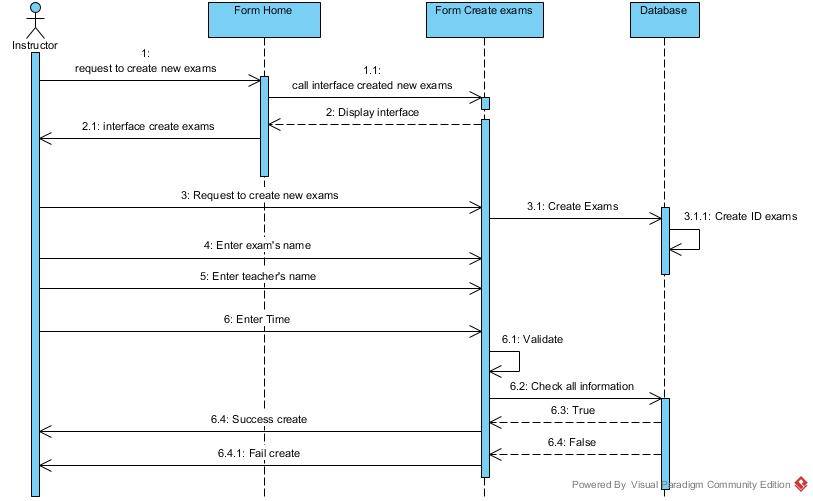 Form Home
Form Create exams
Database
Instructor
1:
request to create new exams
1.1:
call interface created new exams
2: Display interface
2.1: interface create exams
3: Request to create new exams
3.1: Create Exams
3.1.1: Create ID exams
4: Enter exam's name
5: Enter teacher's name
6: Enter Time
6.1: Validate
6.2: Check all information
6.3: True
6.4: Success create
6.4: False
6.4.1: Fail create
Powered By Visual Paradigm Community Edition